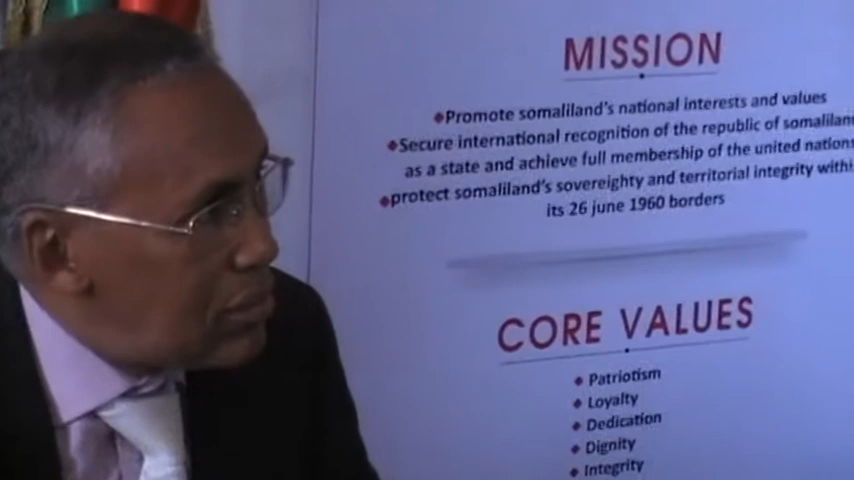 MISSION
◆Promote somaliland's national interests and values
◆Secure international recognition of the republic of somaliland
as a state and achieve full membership of the united nations
◆protect somaliland's sovereighty and territorial integrity within
its 26 june 1960 borders
CORE VALUES
◆ Patriotism
◆ Loyalty
◆ Dedication
◆ Dignity
◆ Integrity